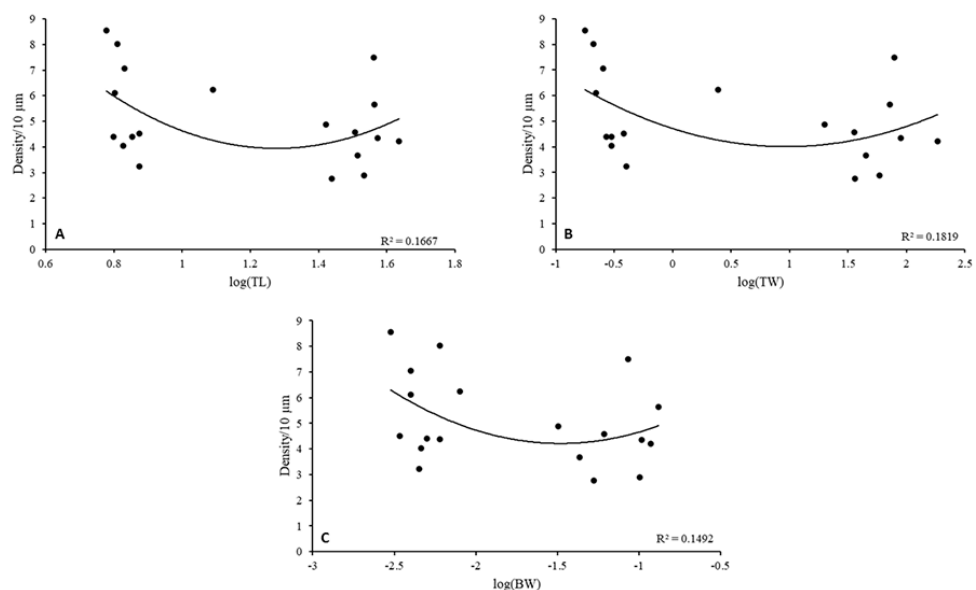 9
8
7
6
5
4
3
2
1
0
Density/10 µm
A
R² = 0.1667
0.6 0.8 1 1.2 1.4 1.6 1.8
log(TL)
9
8
7
6
5
4
3
2
1
0
Density/10 µm
B
R² = 0.1819
-1 -0.5 0 0.5 1 1.5 2 2.5
log(TW)
9
8
7
6
5
4
3
2
1
0
Density/10 µm
C
R² = 0.1492
-3 -2.5 -2 -1.5 -1 -0.5
log(BW)